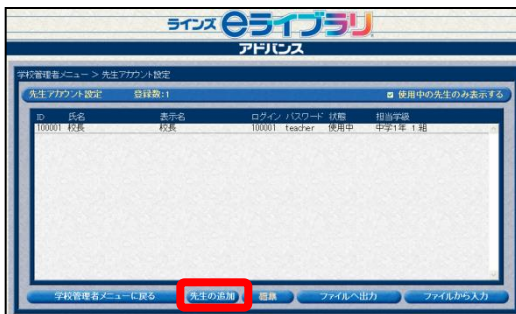 ラインズ eライブラリ
アドバンス
学校管理者メニュー > 先生アカウント設定
先生アカウント設定 登録数:1 使用中の先生のみ表示する
ID 氏名 表示名 ログイン パスワード 状態 担当学級
100001 校長 校長 100001 teacher 使用中 中学1年 1組
学校管理者メニューに戻る 先生の追加 編集 ファイルへ出力 ファイルから入力